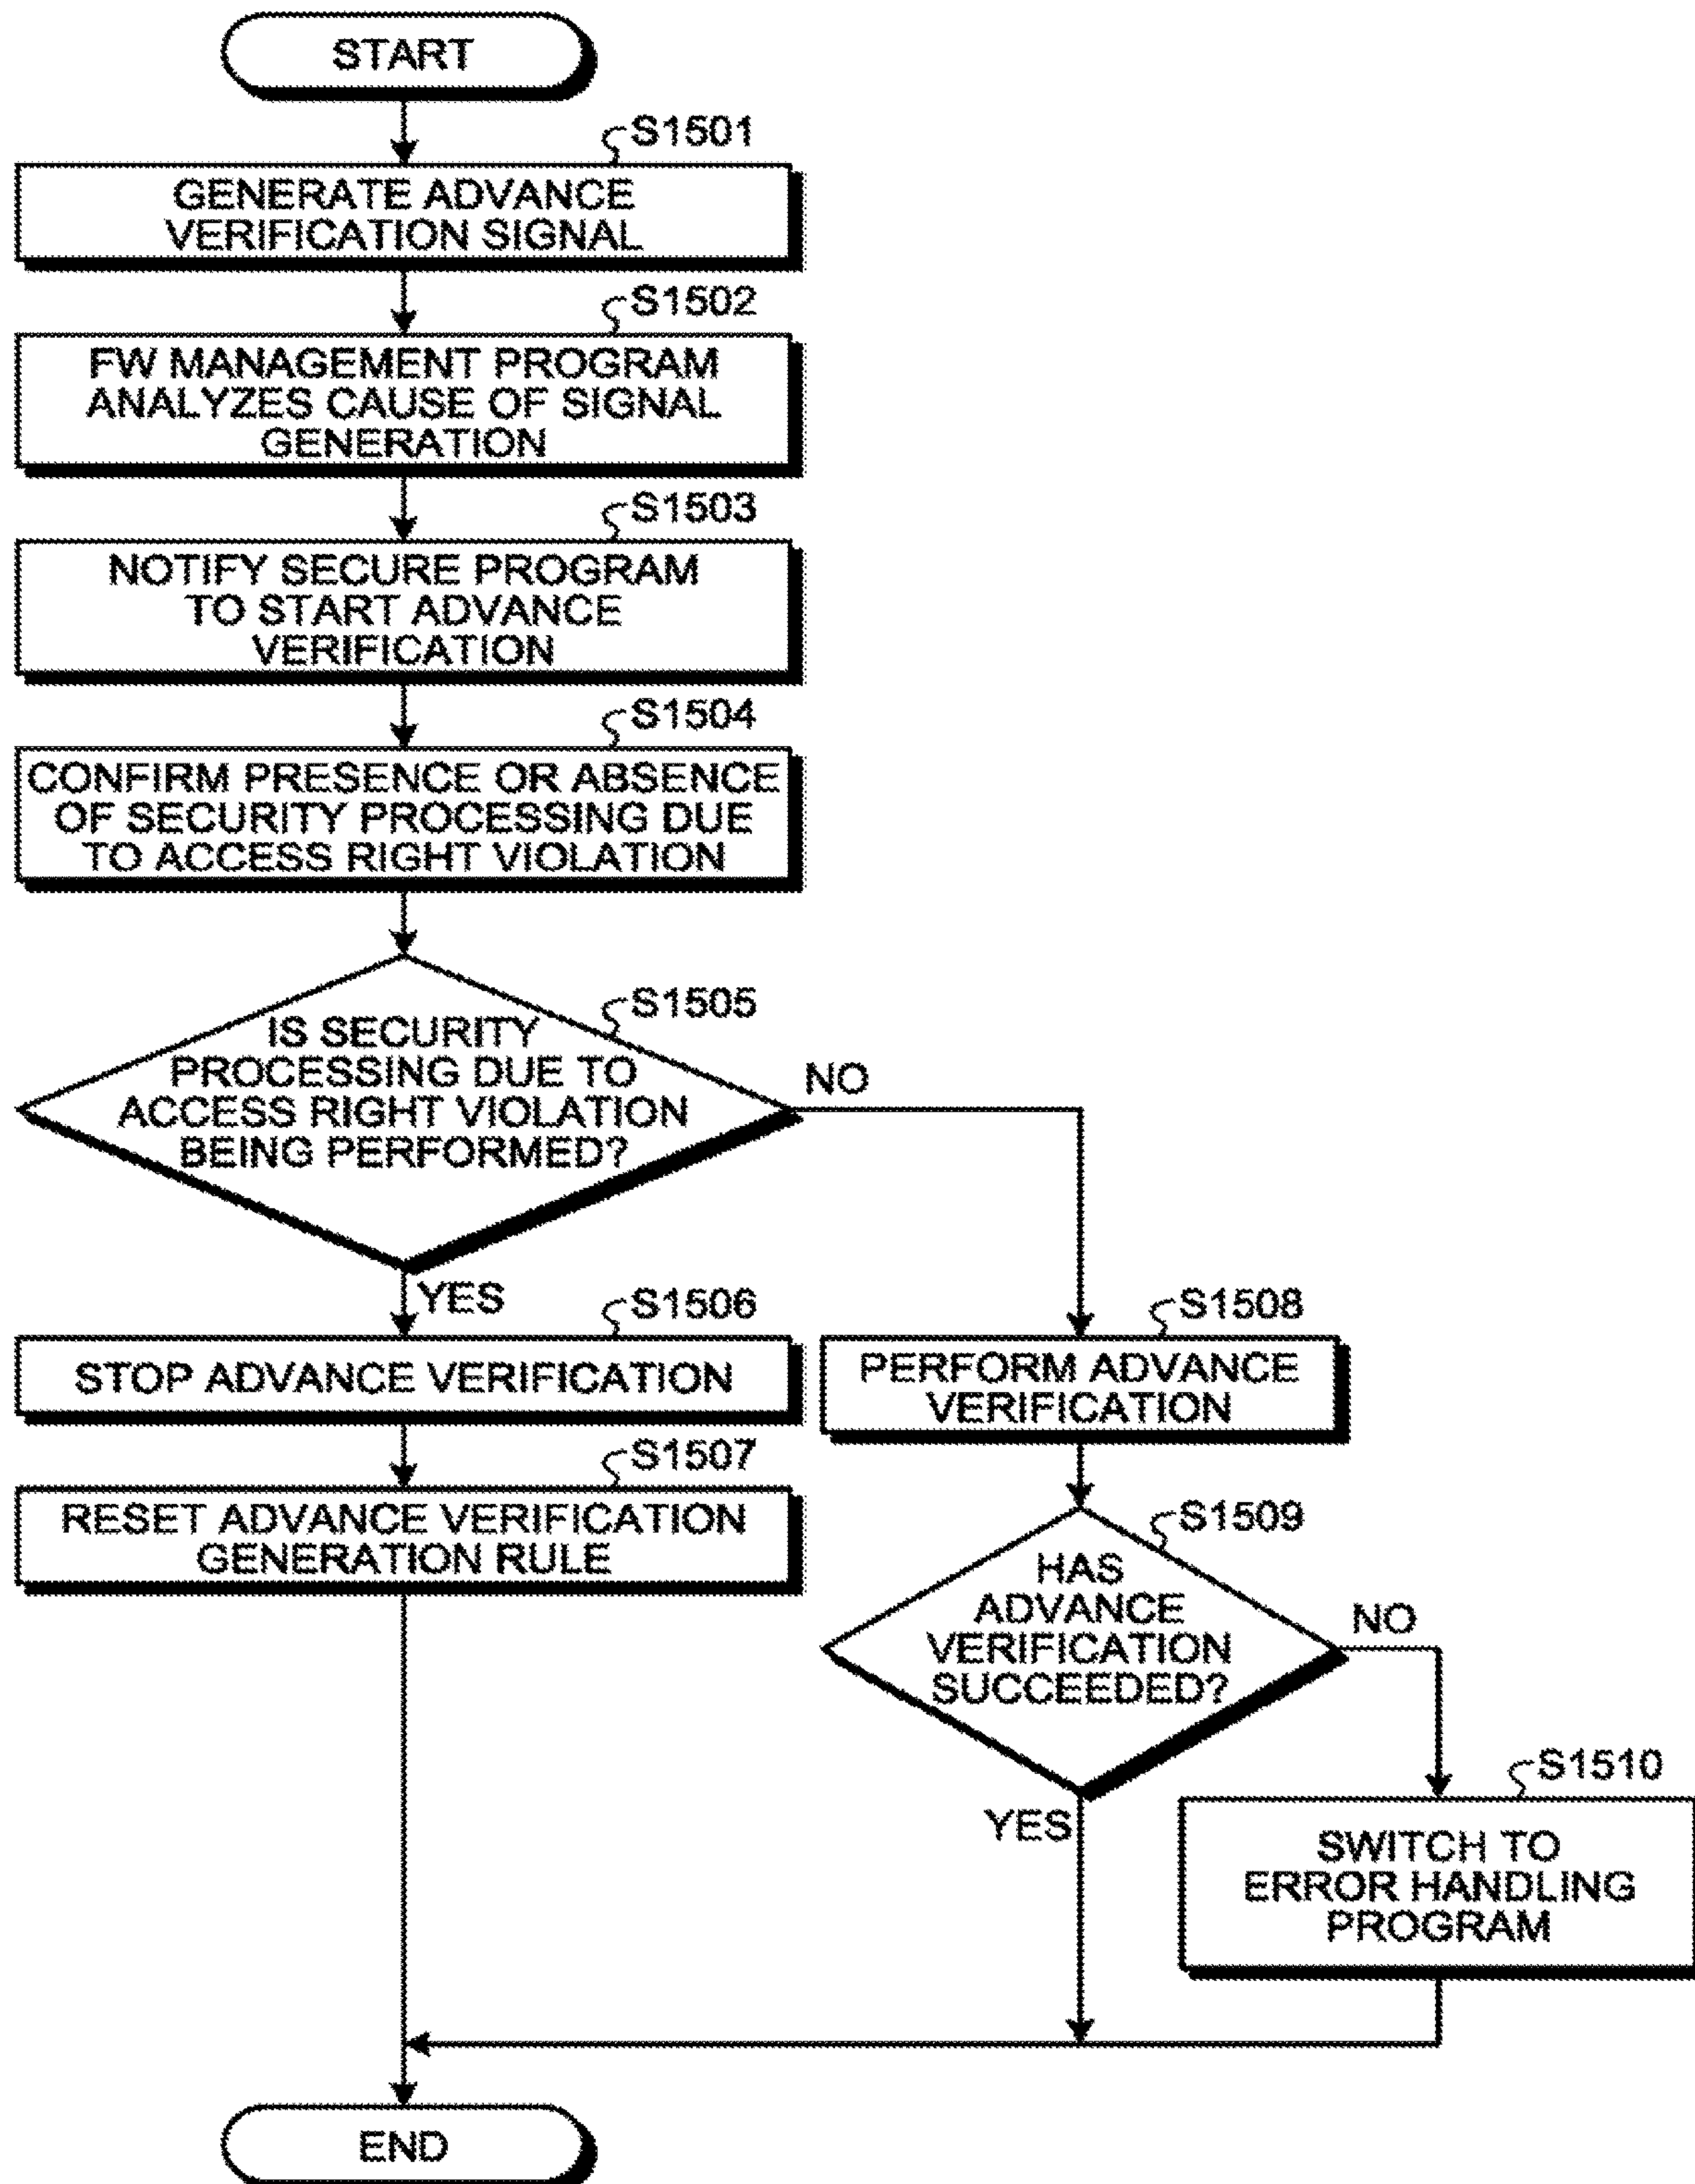 START
S1501
GENERATE ADVANCE
VERIFICATION SIGNAL
S1502
FW MANAGEMENT PROGRAM
ANALYZES CAUSE OF SIGNAL
GENERATION
S1503
NOTIFY SECURE PROGRAM
TO START ADVANCE
VERIFICATION
S1504
CONFIRM PRESENCE OR ABSENCE
OF SECURITY PROCESSING DUE
TO ACCESS RIGHT VIOLATION
S1505
IS SECURITY
PROCESSING DUE TO
ACCESS RIGHT VIOLATION
BEING PERFORMED?
NO
YES
S1506
STOP ADVANCE VERIFICATION
S1507
RESET ADVANCE VERIFICATION
GENERATION RULE
S1508
PERFORM ADVANCE
VERIFICATION
S1509
HAS
ADVANCE
VERIFICATION
SUCCEEDED?
NO
YES
S1510
SWITCH TO
ERROR HANDLING
PROGRAM
END